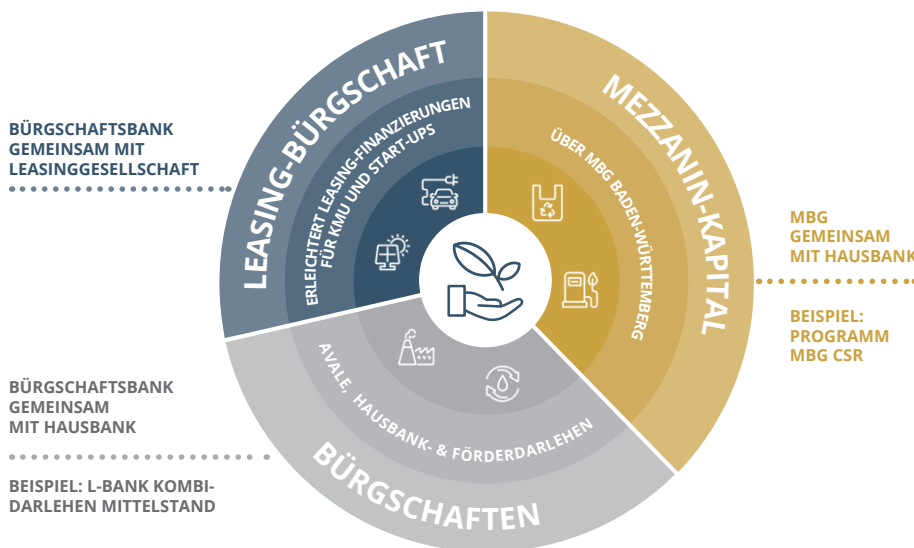 LEASING-BÜRGSCHAFT
ERLEICHTERT LEASING-FINANZIERUNGEN
FÜR KMU UND START-UPS
BÜRGSCHAFTSBANK
GEMEINSAM MIT
LEASINGGESELLSCHAFT
MEZZANIN-KAPITAL
ÜBER MBG BADEN-WÜRTTEMBERG
MBG
GEMEINSAM
MIT HAUSBANK
BEISPIEL:
PROGRAMM
MBG CSR
BÜRGSCHAFTSBANK
GEMEINSAM
MIT HAUSBANK
BEISPIEL: L-BANK KOMBI-
DARLEHEN MITTELSTAND
AVALE, HAUSBANK- & FÖRDERDARLEHEN
BÜRGSCHAFTEN